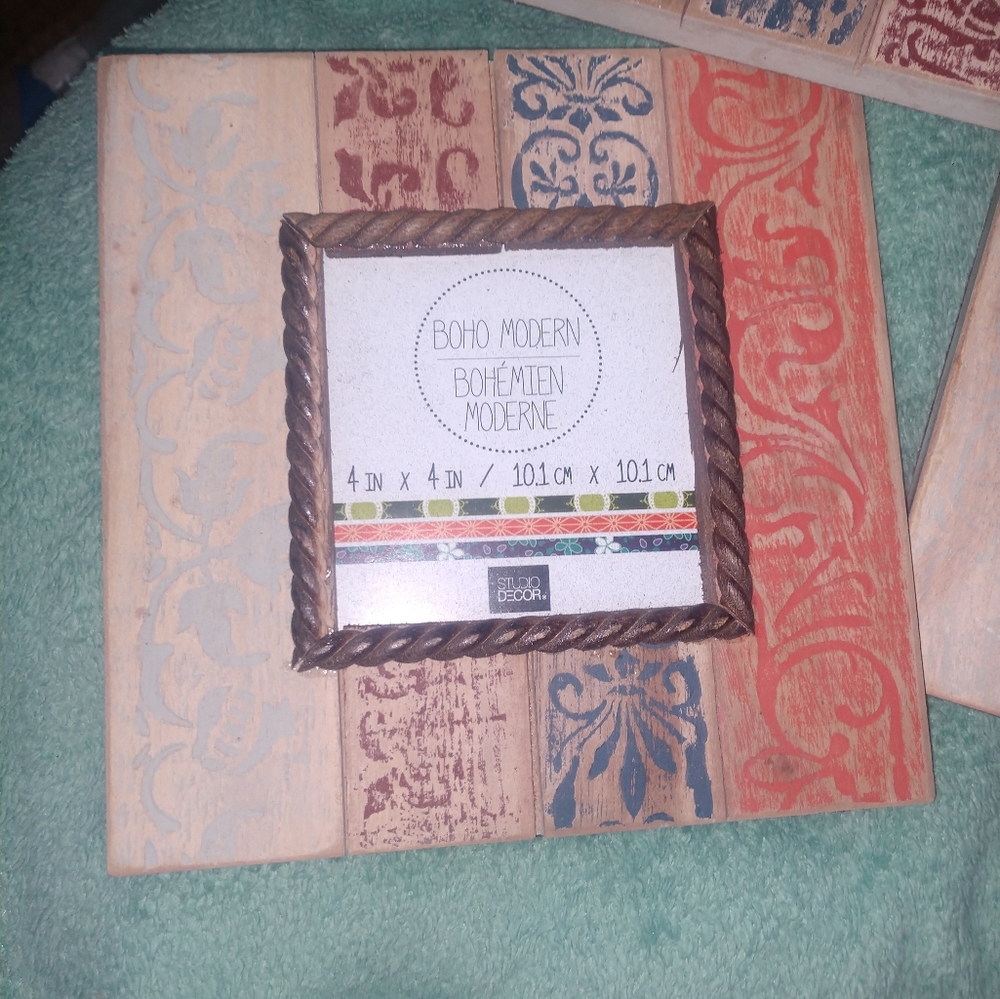 BOHO MODERN
BOHÉMIEN
MODERNE
4 IN X 4 IN / 10.1 CM X 10.1 CM
STUDIO
DECOR®